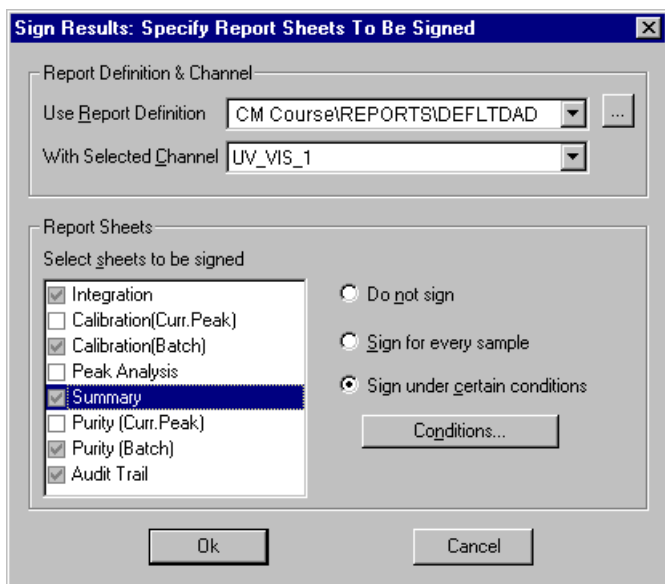 Sign Results: Specify Report Sheets To Be Signed
Report Definition & Channel
Use Report Definition CM Course\REPORTS\DEFLTDAD ...
With Selected Channel UV_VIS_1
Report Sheets
Select sheets to be signed
Integration
Calibration(Curr.Peak)
Calibration(Batch)
Peak Analysis
Summary
Purity (Curr.Peak)
Purity (Batch)
Audit Trail
Do not sign
Sign for every sample
Sign under certain conditions
Conditions...
Ok Cancel